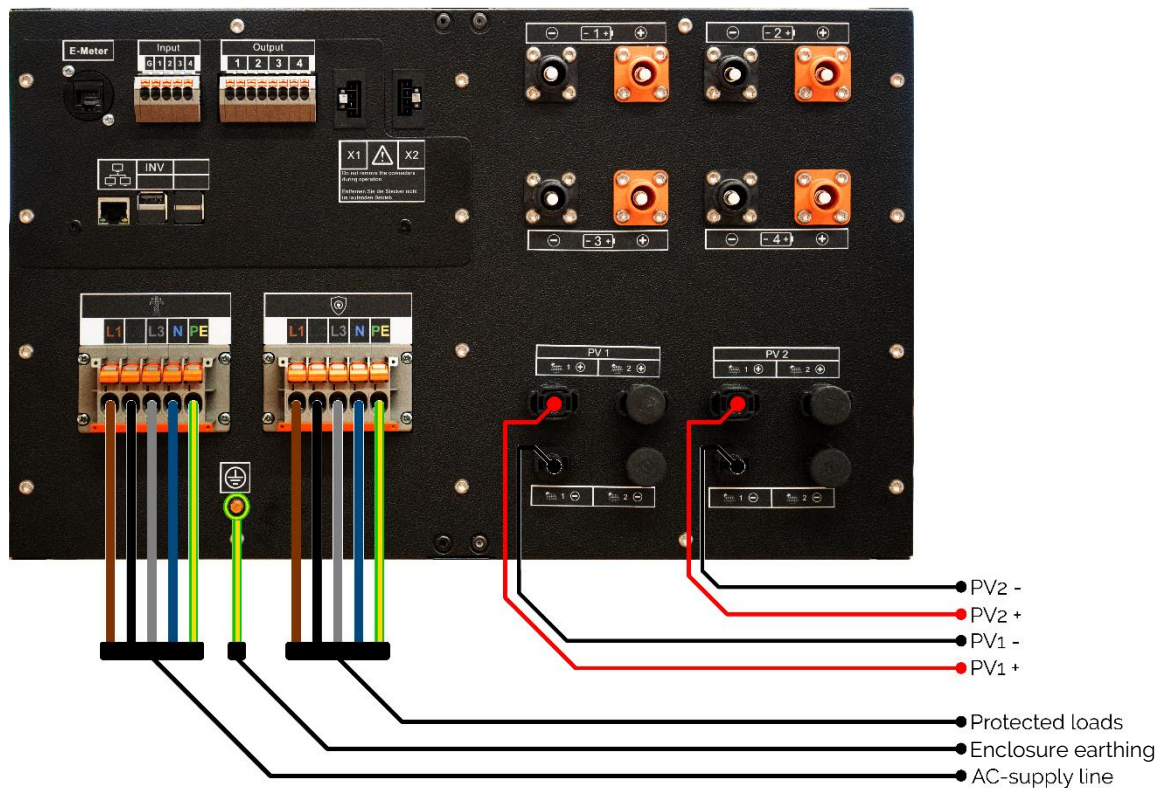 E-Meter
Input
G 1 2 3 4
Output
1 2 3 4
- 1 +
- 2 +
INV
X1 X2
Do not remove the connectors
during operation
Entfernen Sie die Stecker nicht
im laufenden Betrieb
- 3 +
- 4 +
L1 L3 N PE
L1 L3 N PE
PV 1
1 + 2 +
PV 2
1 + 2 +
1 - 2 -
1 - 2 -
PV2 -
PV2 +
PV1 -
PV1 +
Protected loads
Enclosure earthing
AC-supply line